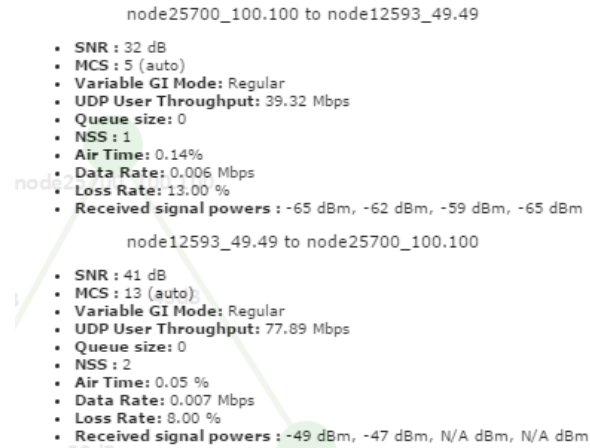 node25700_100.100 to node12593_49.49
SNR : 32 dB
MCS : 5 (auto)
Variable GI Mode: Regular
UDP User Throughput: 39.32 Mbps
Queue size: 0
NSS : 1
Air Time: 0.14%
Data Rate: 0.006 Mbps
Loss Rate: 13.00 %
Received signal powers : -65 dBm, -62 dBm, -59 dBm, -65 dBm
node12593_49.49 to node25700_100.100
SNR : 41 dB
MCS : 13 (auto)
Variable GI Mode: Regular
UDP User Throughput: 77.89 Mbps
Queue size: 0
NSS : 2
Air Time: 0.05 %
Data Rate: 0.007 Mbps
Loss Rate: 8.00 %
Received signal powers : -49 dBm, -47 dBm, N/A dBm, N/A dBm